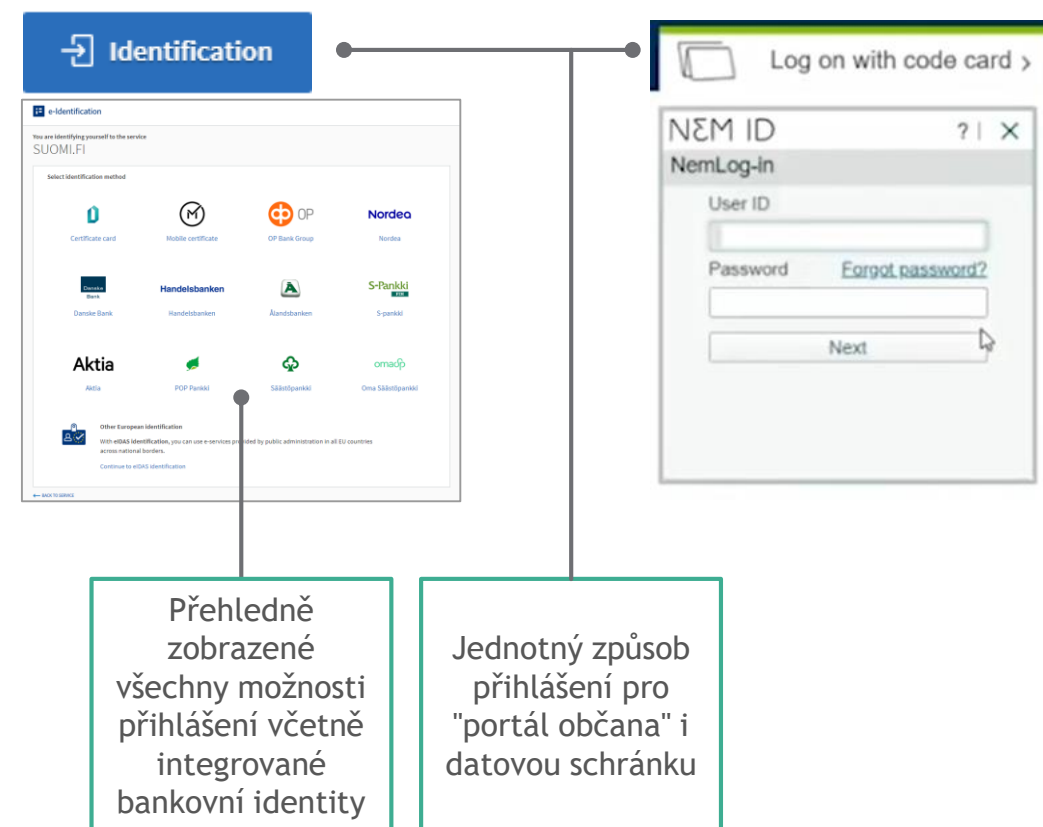 Identification
e-Identification
You are identifying yourself to the service
SUOMI.FI
Select identification method
OP
Nordea
Certificate card
Mobile certificate
OP Bank Group
Nordea
Danske
Bank
Handelsbanken
S-Pankki
Danske Bank
Handelsbanken
Ålandsbanken
S-pankki
Aktia
omasp
Aktia
POP Pankki
Säästöpankki
Oma Säästöpankki
Other European identification
With eIDAS identification, you can use e-services provided by public administration in all EU countries
across national borders.
Continue to eIDAS identification
← BACK TO SERVICE
Log on with code card >
NEM ID
? | X
NemLog-in
User ID
Password
Forgot password?
Next
Přehledně
zobrazené
všechny možnosti
přihlášení včetně
integrované
bankovní identity
Jednotný způsob
přihlášení pro
"portál občana" i
datovou schránku